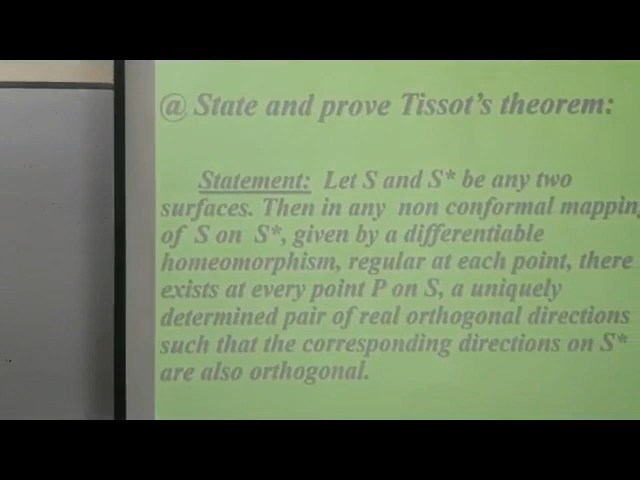 @ State and prove Tissot's theorem:
Statement: Let S and S* be any two
surfaces. Then in any non conformal mapping
of S on S*, given by a differentiable
homeomorphism, regular at each point, there
exists at every point P on S, a uniquely
determined pair of real orthogonal directions
such that the corresponding directions on S*
are also orthogonal.